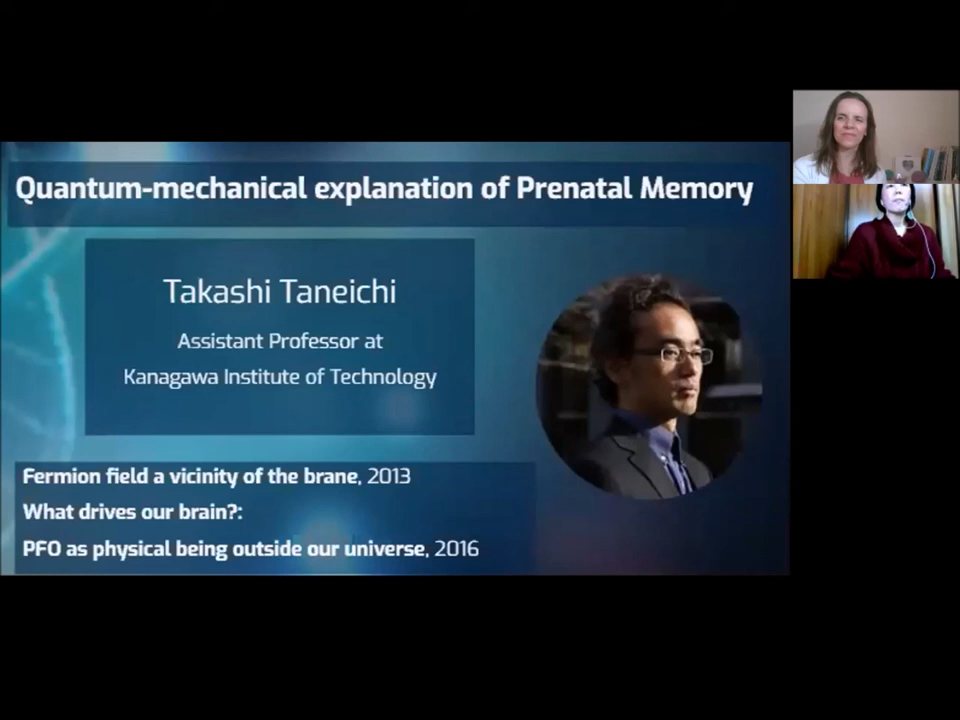 Quantum-mechanical explanation of Prenatal Memory
Takashi Taneichi
Assistant Professor at
Kanagawa Institute of Technology
Fermion field a vicinity of the brane, 2013
What drives our brain?:
PFO as physical being outside our universe, 2016